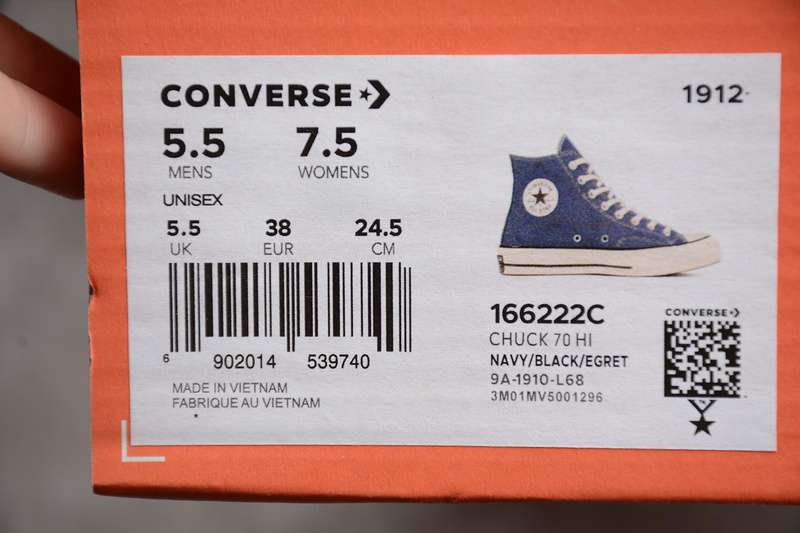 CONVERSE
1912
5.5 7.5
MENS WOMENS
UNISEX
5.5 38 24.5
UK EUR CM
6 902014 539740
MADE IN VIETNAM
FABRIQUE AU VIETNAM
166222C
CHUCK 70 HI
NAVY/BLACK/EGRET
9A-1910-L68
3M01MV5001296
CONVERSE